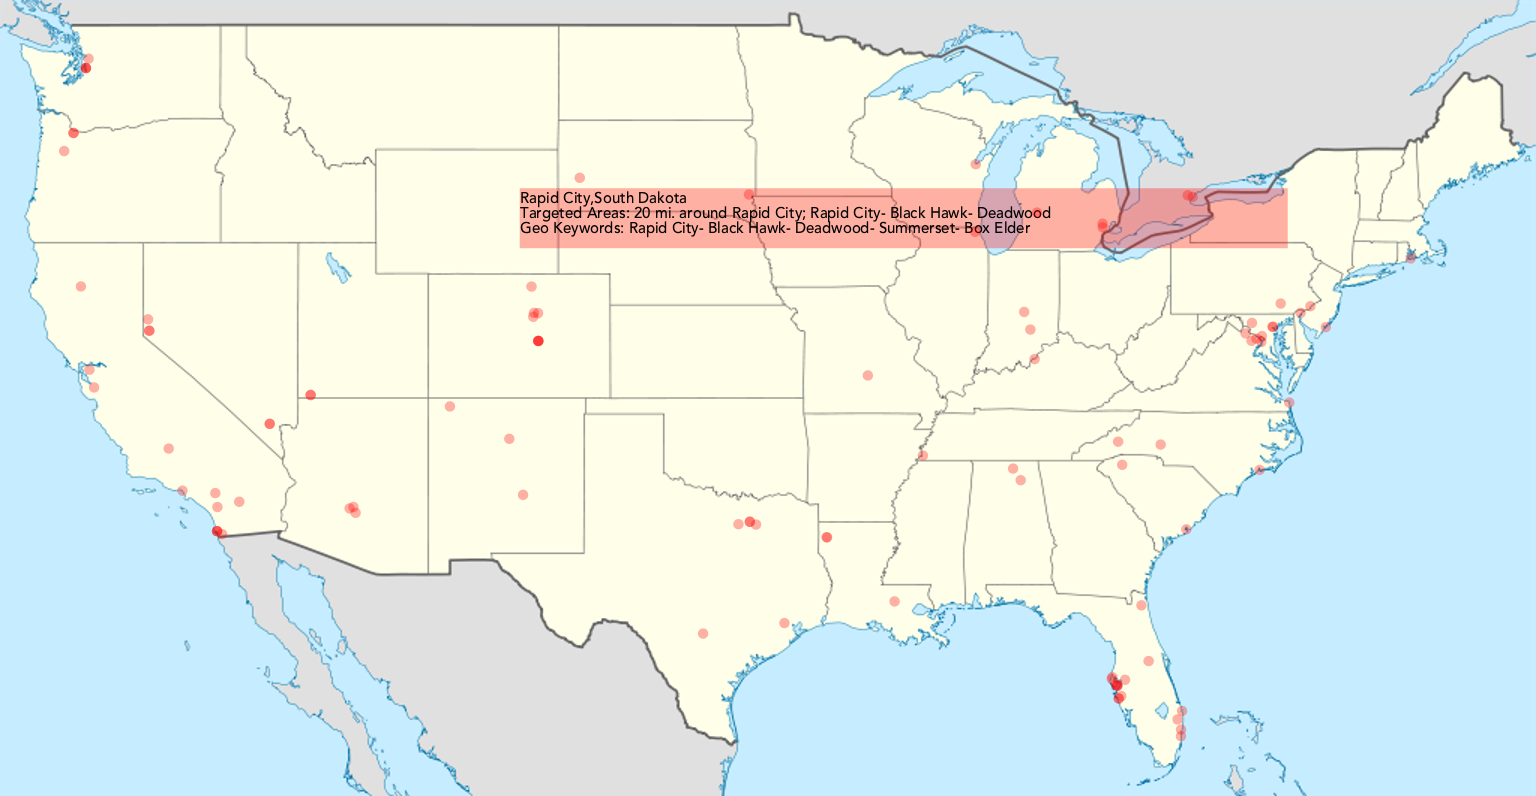 Rapid City,South Dakota
Targeted Areas: 20 mi. around Rapid City; Rapid City- Black Hawk- Deadwood
Geo Keywords: Rapid City- Black Hawk- Deadwood- Summerset- Box Elder